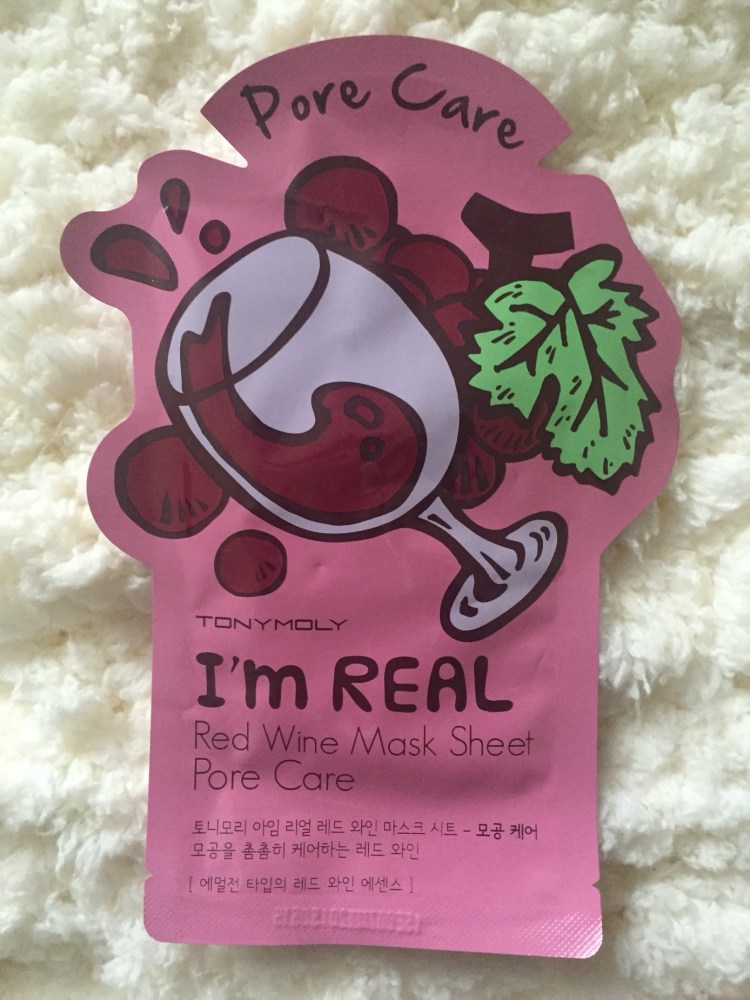 Pore Care
TONYMOLY
I'm REAL
Red Wine Mask Sheet
Pore Care
토니모리 아임 리얼 레드 와인 마스크 시트 - 모공 케어
모공을 촘촘히 케어하는 레드 와인
[ 에멀전 타입의 레드 와인 에센스 ]